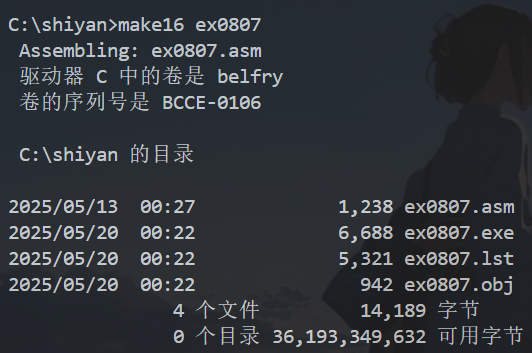 C:\shiyan>make16 ex0807
Assembling: ex0807.asm
驱动器 C 中的卷是 belfry
卷的序列号是 BCCE-0106
C:\shiyan 的目录
2025/05/13 00:27 1,238 ex0807.asm
2025/05/20 00:22 6,688 ex0807.exe
2025/05/20 00:22 5,321 ex0807.lst
2025/05/20 00:22 942 ex0807.obj
4 个文件 14,189 字节
0 个目录 36,193,349,632 可用字节